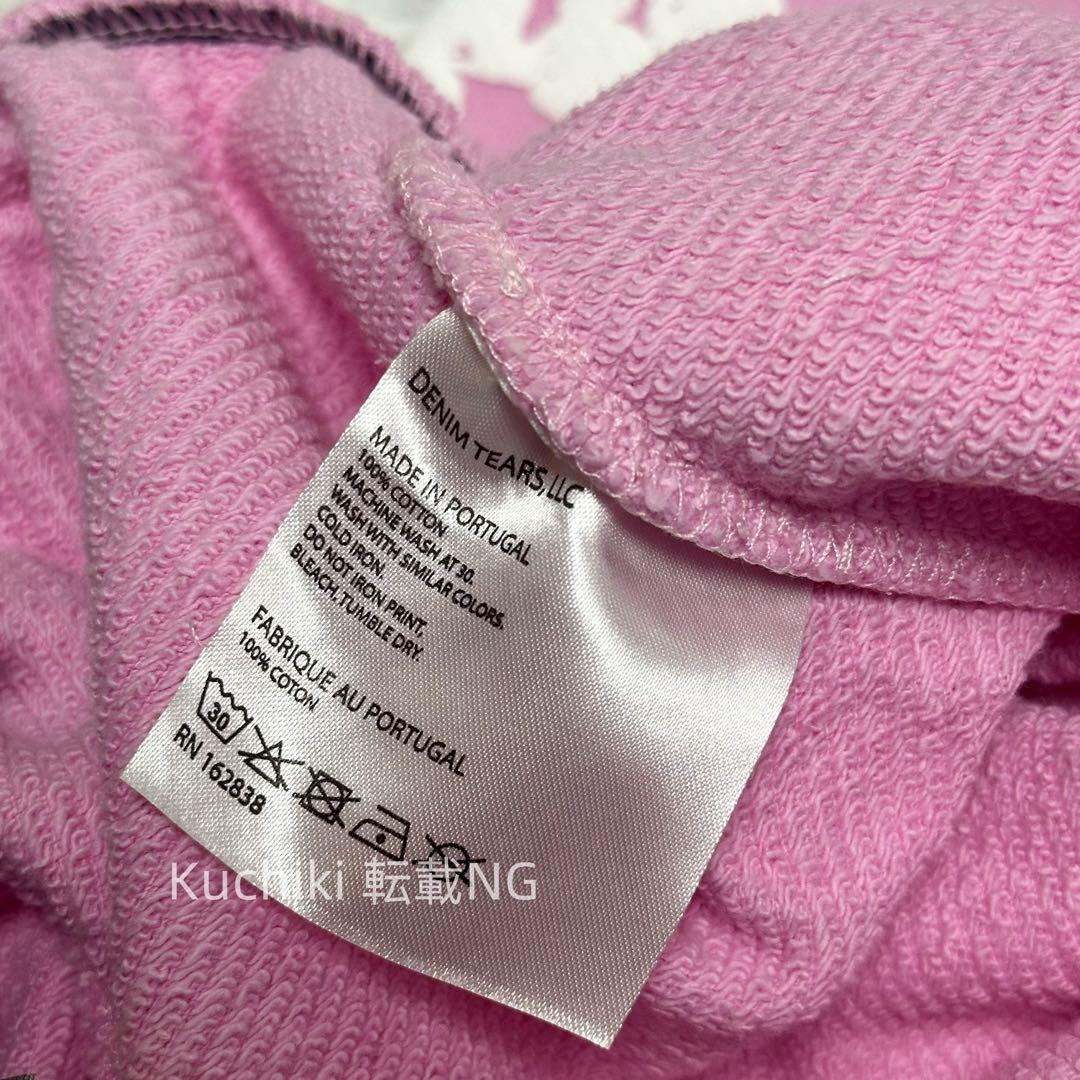 DENIM TEARS, LLC
MADE IN PORTUGAL
100% COTTON
MACHINE WASH AT 30.
WASH WITH SIMILAR COLORS.
COLD IRON.
DO NOT IRON PRINT,
BLEACH, TUMBLE DRY.
FABRIQUE AU PORTUGAL
100% COTON
30
RN 162838
Kuchiki 転載NG